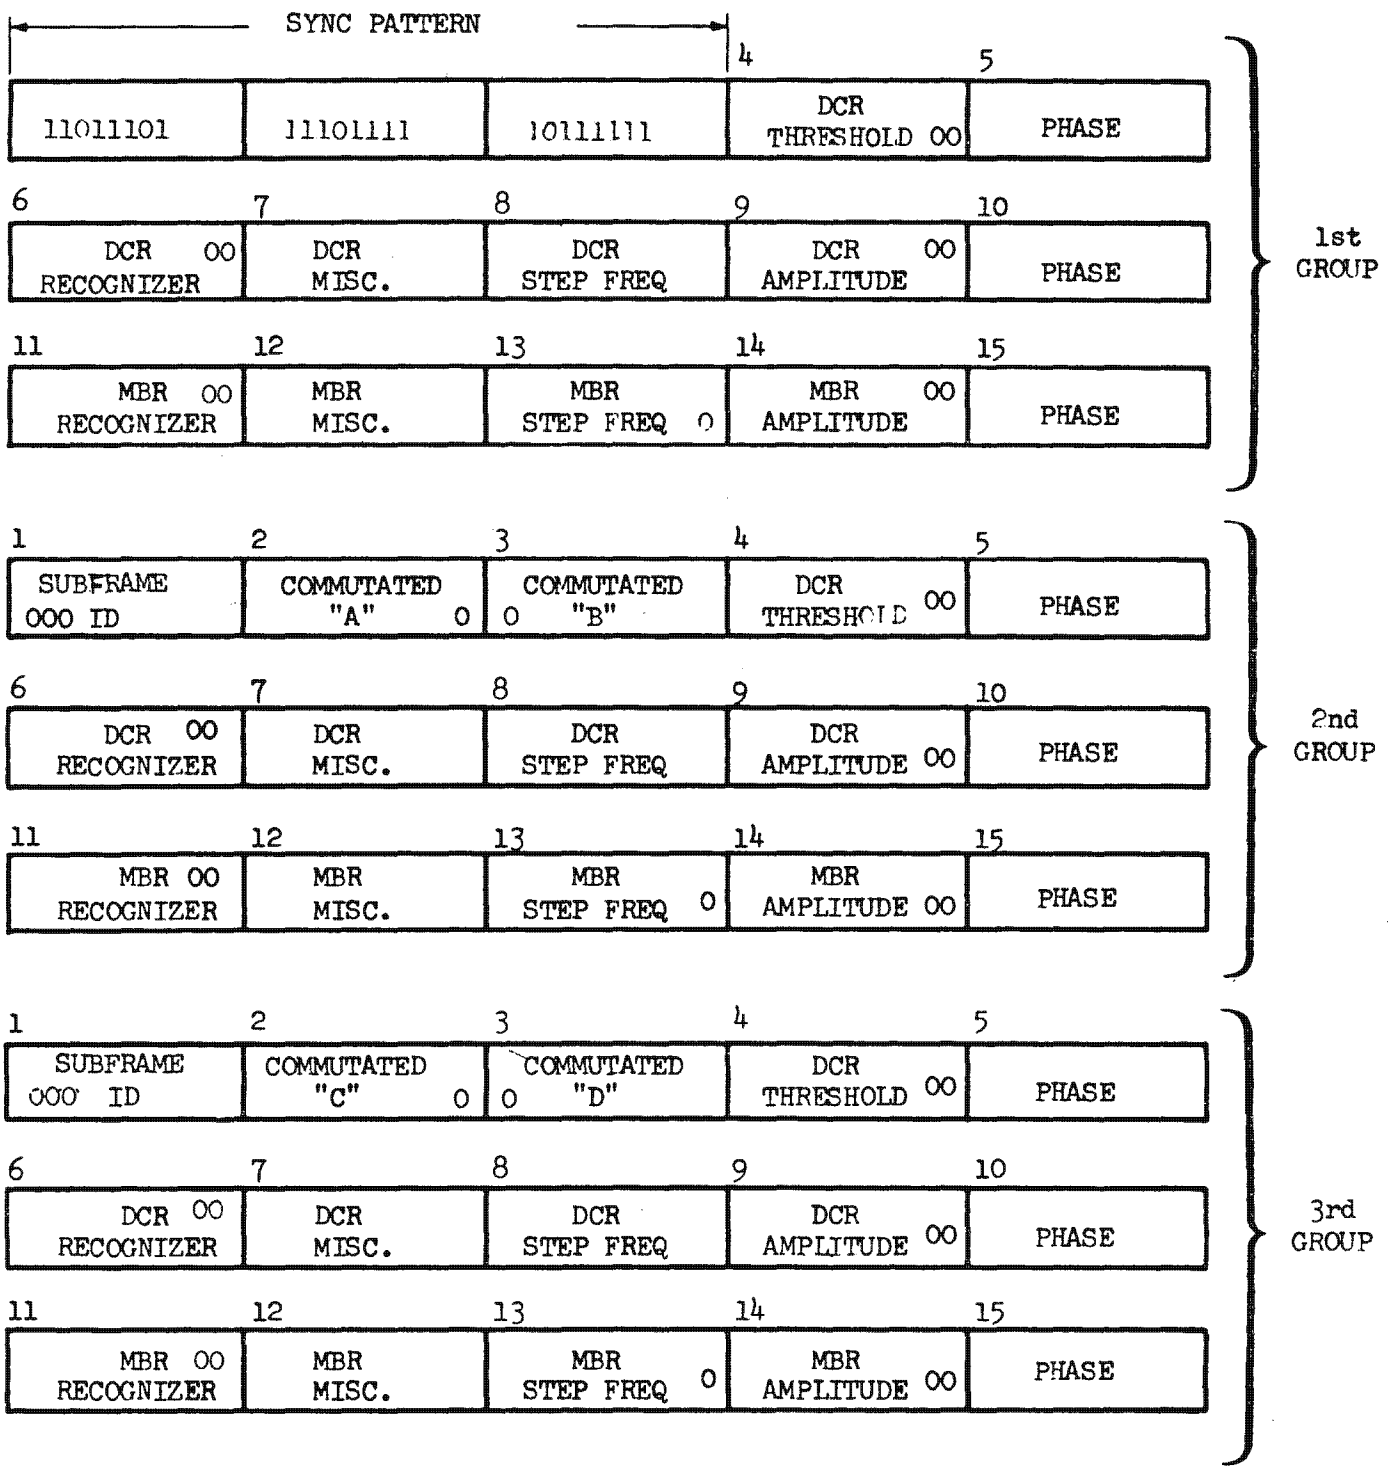 SYNC PATTERN
4 5
11011101 11101111 10111111 DCR THRESHOLD 00 PHASE
6 7 8 9 10
DCR 00 RECOGNIZER DCR MISC. DCR STEP FREQ DCR 00 AMPLITUDE PHASE
1st GROUP
11 12 13 14 15
MBR 00 RECOGNIZER MBR MISC. MBR STEP FREQ 0 MBR 00 AMPLITUDE PHASE
1 2 3 4 5
SUBFRAME 000 ID COMMUTATED "A" 0 COMMUTATED 0 "B" DCR THRESHOLD 00 PHASE
6 7 8 9 10
DCR 00 RECOGNIZER DCR MISC. DCR STEP FREQ DCR AMPLITUDE 00 PHASE
2nd GROUP
11 12 13 14 15
MBR 00 RECOGNIZER MBR MISC. MBR STEP FREQ 0 MBR AMPLITUDE 00 PHASE
1 2 3 4 5
SUBFRAME 000 ID COMMUTATED "C" 0 COMMUTATED 0 "D" DCR THRESHOLD 00 PHASE
6 7 8 9 10
DCR 00 RECOGNIZER DCR MISC. DCR STEP FREQ DCR AMPLITUDE 00 PHASE
3rd GROUP
11 12 13 14 15
MBR 00 RECOGNIZER MBR MISC. MBR STEP FREQ 0 MBR AMPLITUDE 00 PHASE